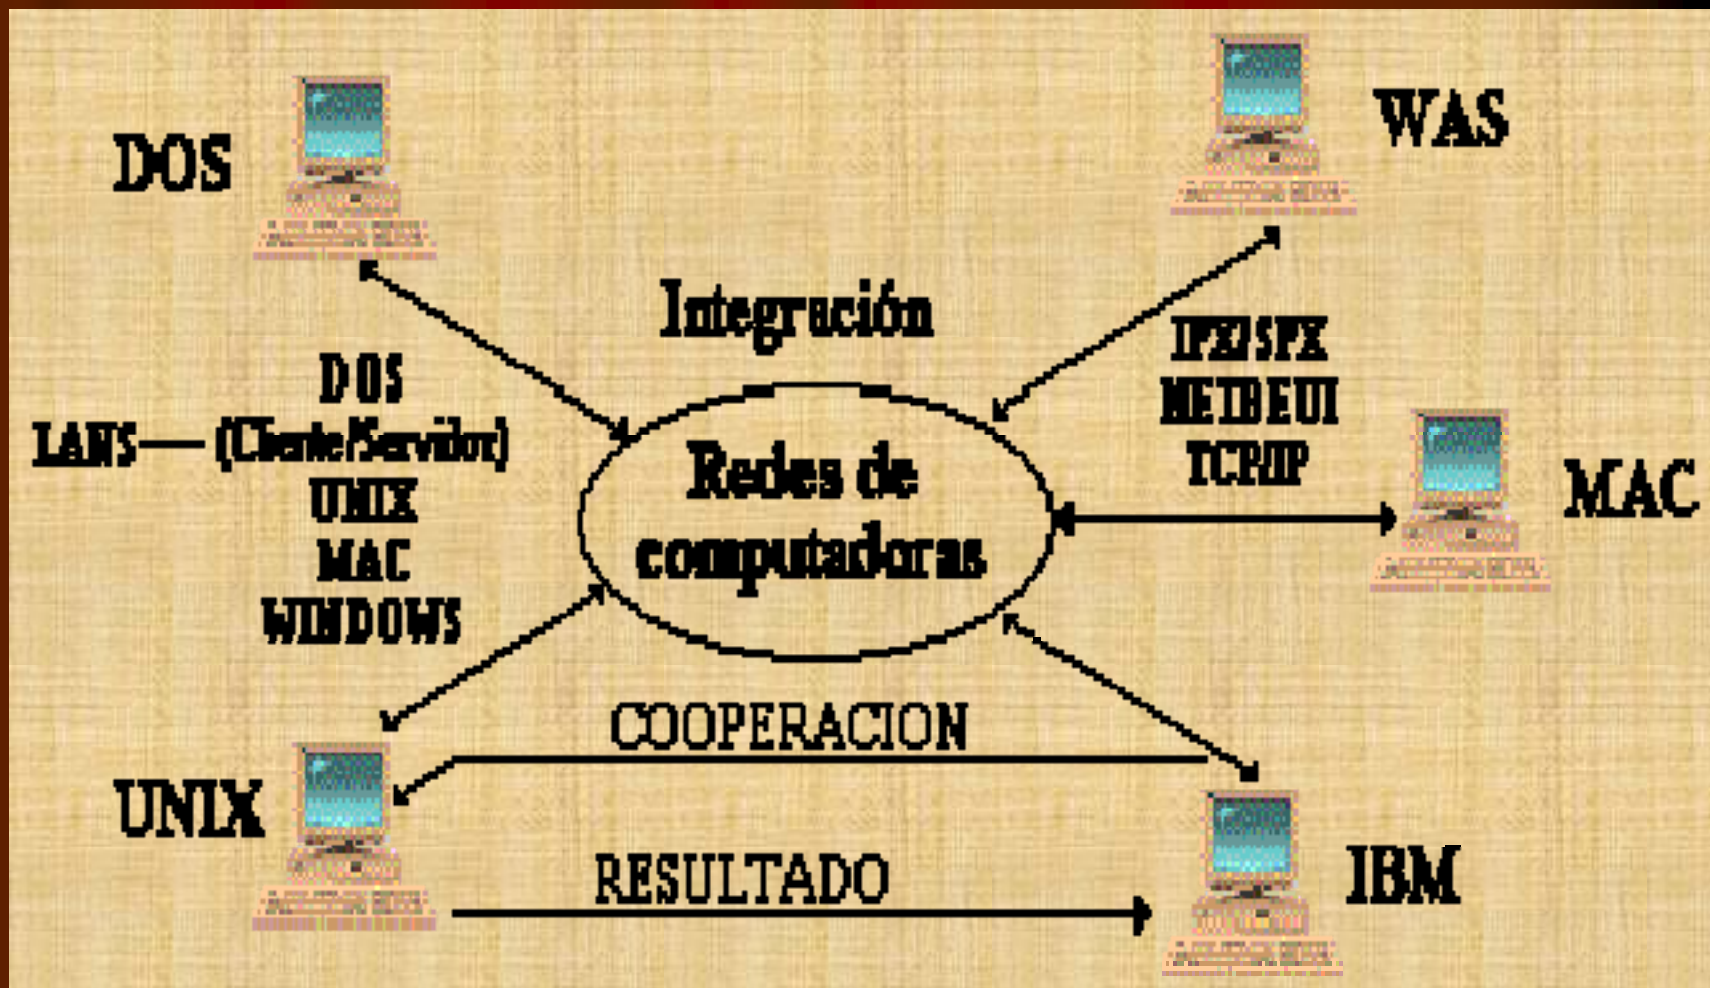 DOS
WAS
Integración
IPX/SPX
NETBEUI
TCP/IP
DOS
LANS — (Cliente/Servidor)
UNIX
MAC
WINDOWS
Redes de
computadoras
MAC
COOPERACION
UNIX
RESULTADO
IBM